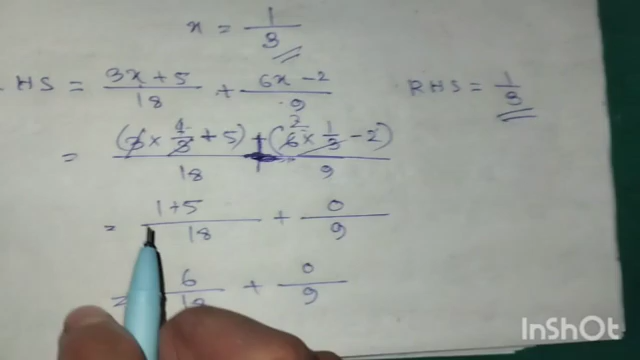 x = 1/3
HS = 3x + 5/18 + 6x - 2/9 RHS = 1/3
= (3 x 1/3 + 5)/18 + (6 x 1/3 - 2)/9
= 1 + 5/18 + 0/9
= 6/18 + 0/9
InShOt